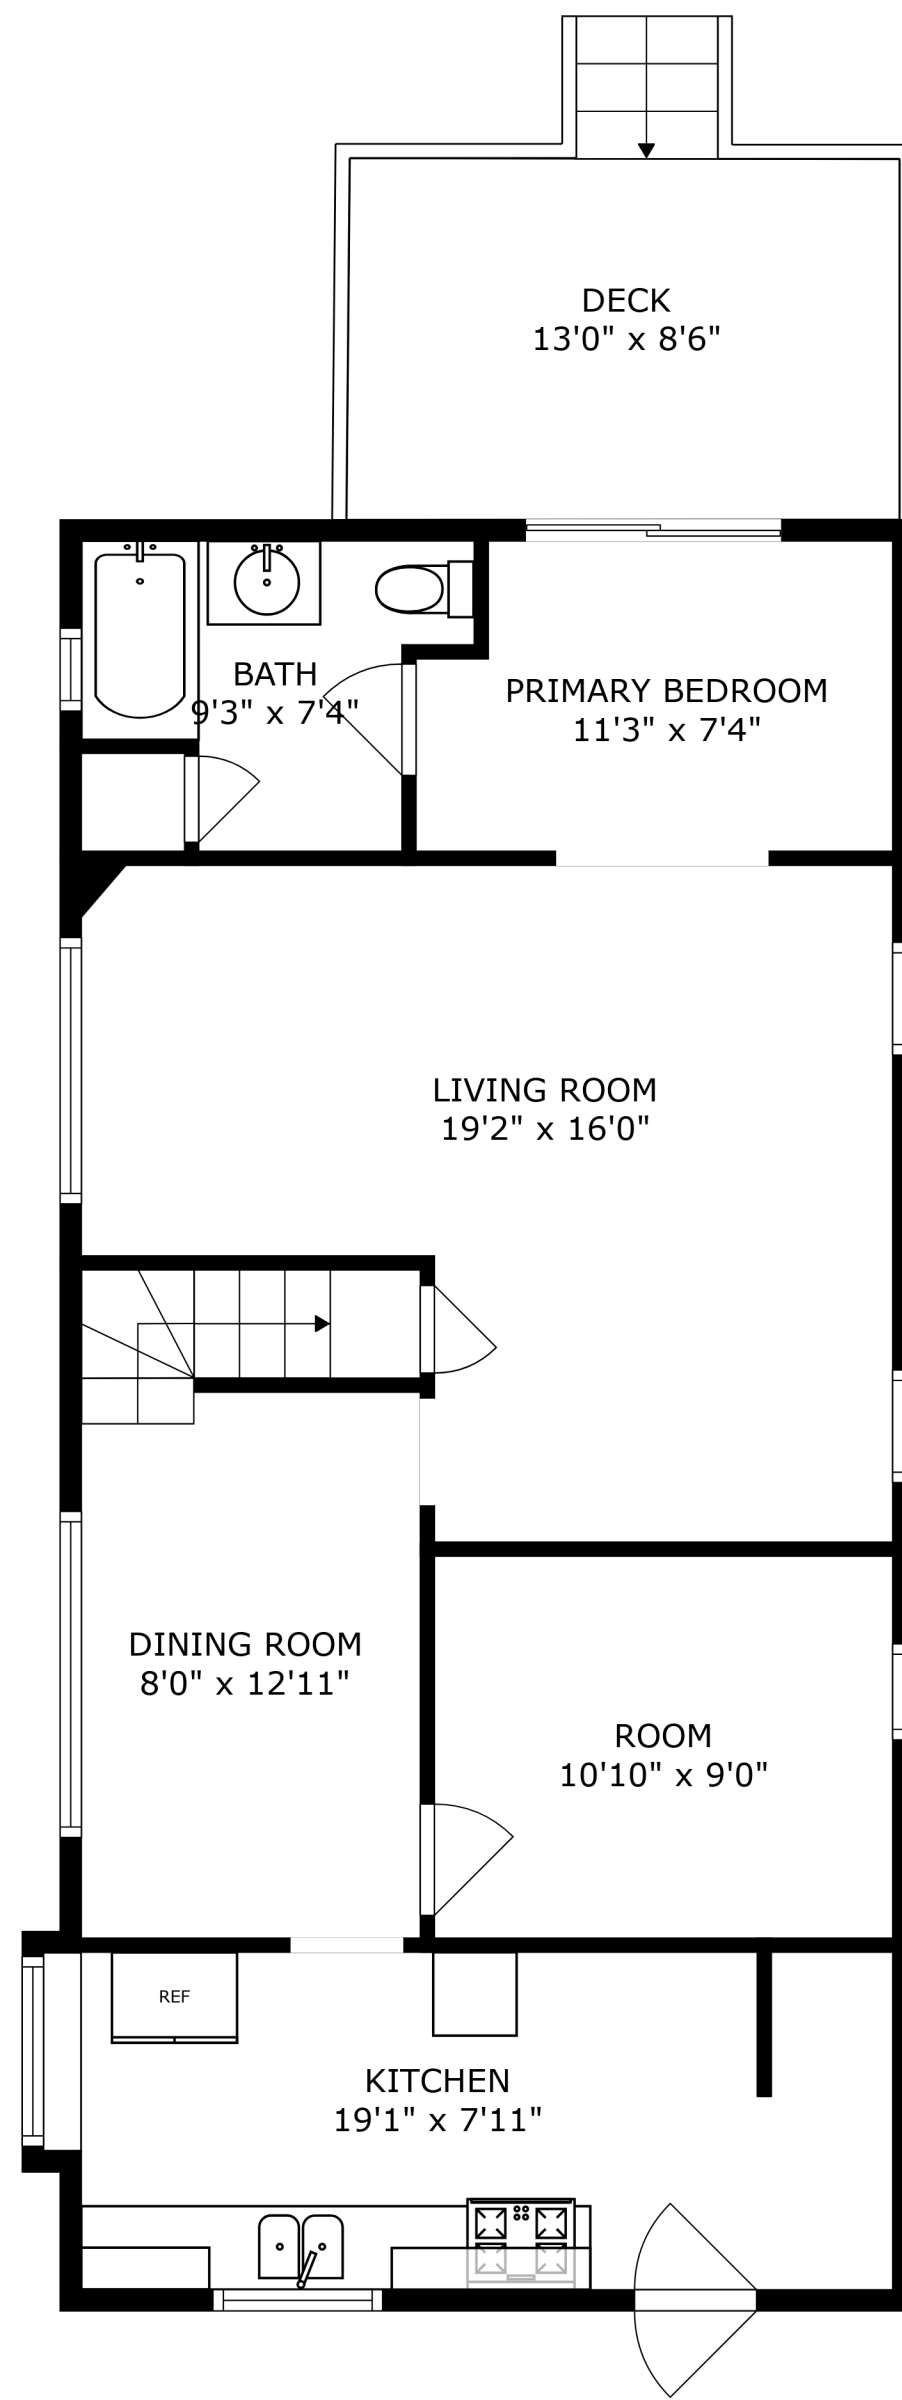 DECK
13'0" x 8'6"
BATH
9'3" x 7'4"
PRIMARY BEDROOM
11'3" x 7'4"
LIVING ROOM
19'2" x 16'0"
DINING ROOM
8'0" x 12'11"
ROOM
10'10" x 9'0"
REF
KITCHEN
19'1" x 7'11"